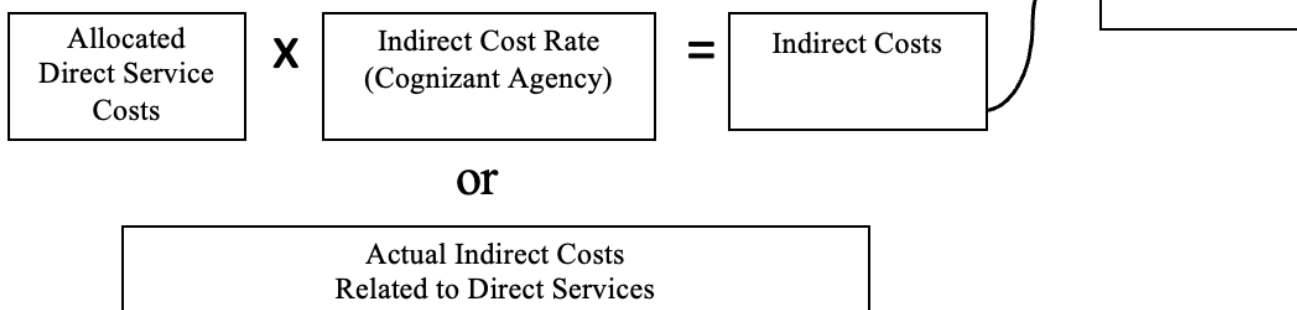 Allocated
Direct Service
Costs
X
Indirect Cost Rate
(Cognizant Agency)
=
Indirect Costs
or
Actual Indirect Costs
Related to Direct Services